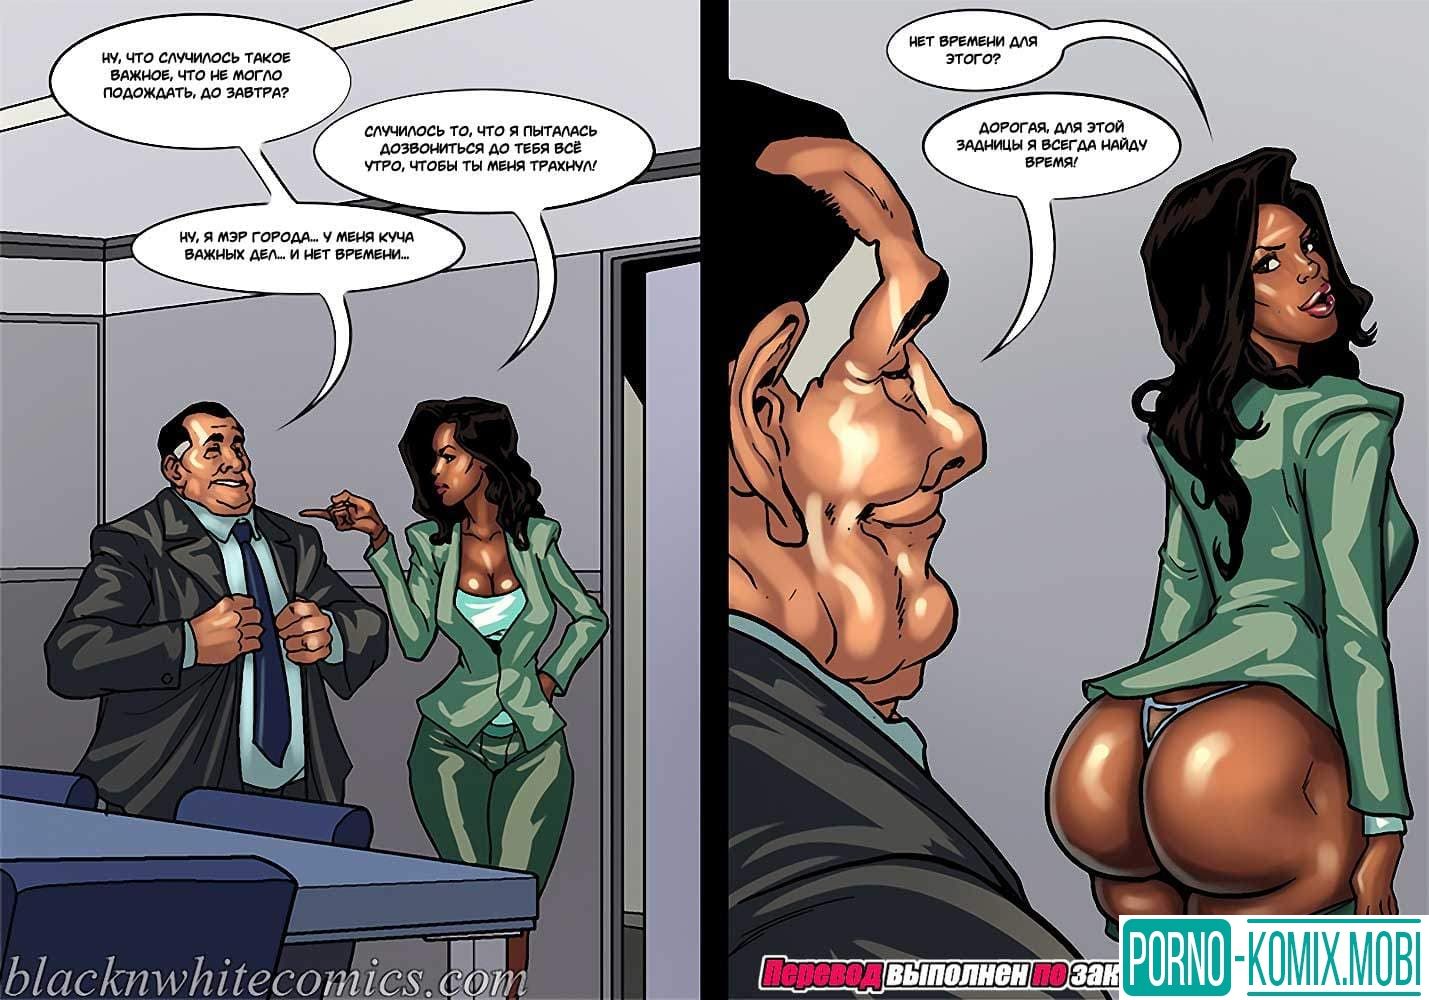 НУ, ЧТО СЛУЧИЛОСЬ ТАКОЕ
ВАЖНОЕ, ЧТО НЕ МОГЛО
ПОДОЖДАТЬ, ДО ЗАВТРА?
СЛУЧИЛОСЬ ТО, ЧТО Я ПЫТАЛАСЬ
ДОЗВОНИТЬСЯ ДО ТЕБЯ ВСЁ
УТРО, ЧТОБЫ ТЫ МЕНЯ ТРАХНУЛ!
НУ, Я МЭР ГОРОДА... У МЕНЯ КУЧА
ВАЖНЫХ ДЕЛ... И НЕТ ВРЕМЕНИ...
НЕТ ВРЕМЕНИ ДЛЯ
ЭТОГО?
ДОРОГАЯ, ДЛЯ ЭТОЙ
ЗАДНИЦЫ Я ВСЕГДА НАЙДУ
ВРЕМЯ!
blacknwhitecomics.com
Перевод выполнен по зак
PORNO-KOMIX.MOBI